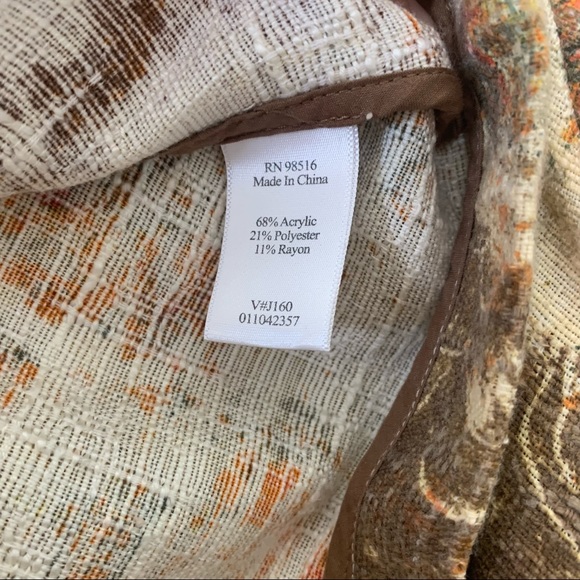 RN 98516
Made In China
68% Acrylic
21% Polyester
11% Rayon
V#J160
011042357